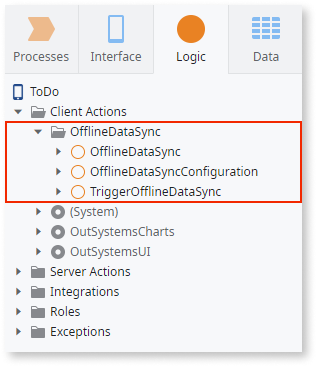 Processes Interface Logic Data
ToDo
Client Actions
OfflineDataSync
OfflineDataSync
OfflineDataSyncConfiguration
TriggerOfflineDataSync
(System)
OutSystemsCharts
OutSystemsUI
Server Actions
Integrations
Roles
Exceptions